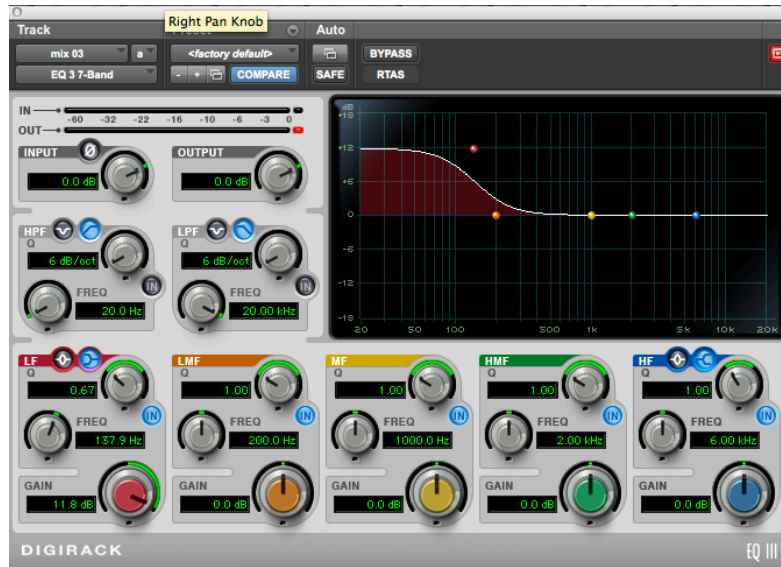 Right Pan Knob
Track Preset Auto
mix 03 a <factory default>
BYPASS
EQ 3 7-Band - + COMPARE SAFE RTAS
IN
-60 -32 -22 -16 -10 -6 -3 0
OUT
INPUT Ø OUTPUT
0.0 dB 0.0 dB
HPF LPF
Q Q
6 dB/oct 6 dB/oct
IN IN
FREQ FREQ
20.0 Hz 20.00 kHz
dB
+18
+12
+6
0
-6
-12
-18
20 50 100 500 1k 5k 10k 20k
LF LMF MF HMF HF
Q Q Q Q Q
0.67 1.00 1.00 1.00 1.00
IN IN IN IN IN
FREQ FREQ FREQ FREQ FREQ
137.9 Hz 200.0 Hz 1000.0 Hz 2.00 kHz 6.00 kHz
GAIN GAIN GAIN GAIN GAIN
11.8 dB 0.0 dB 0.0 dB 0.0 dB 0.0 dB
DIGIRACK EQ III